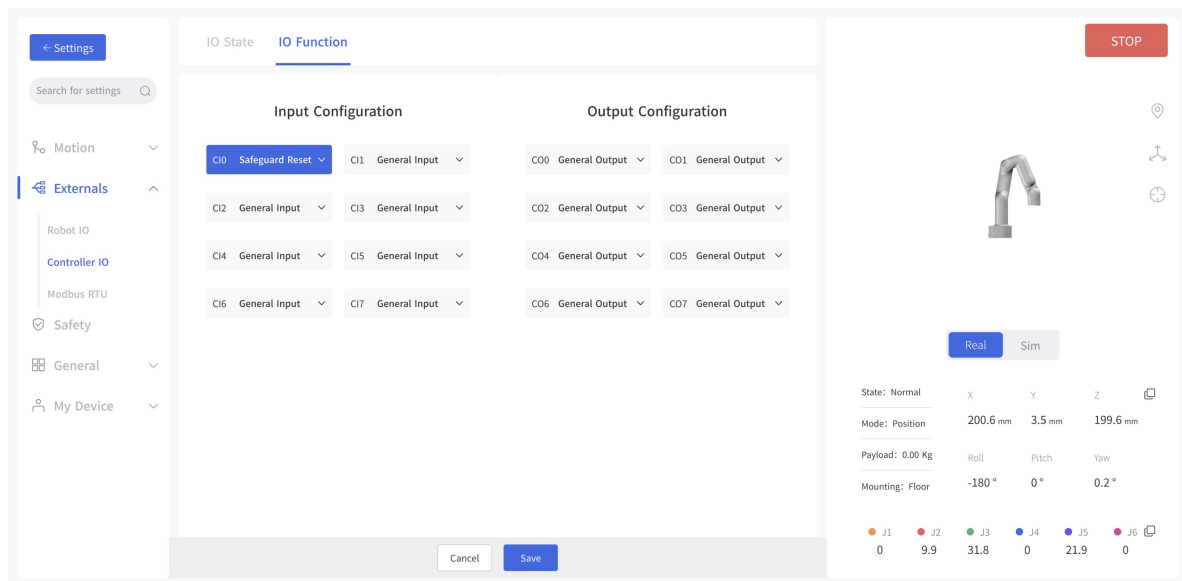 ← Settings
Search for settings
Motion
Externals
Robot IO
Controller IO
Modbus RTU
Safety
General
My Device
IO State IO Function
Input Configuration
CI0 Safeguard Reset CI1 General Input
CI2 General Input CI3 General Input
CI4 General Input CI5 General Input
CI6 General Input CI7 General Input
Output Configuration
CO0 General Output CO1 General Output
CO2 General Output CO3 General Output
CO4 General Output CO5 General Output
CO6 General Output CO7 General Output
Cancel Save
STOP
Real Sim
State: Normal
Mode: Position
Payload: 0.00 Kg
Mounting: Floor
X Y Z
200.6 mm 3.5 mm 199.6 mm
Roll Pitch Yaw
-180 ° 0 ° 0.2 °
J1 J2 J3 J4 J5 J6
0 9.9 31.8 0 21.9 0